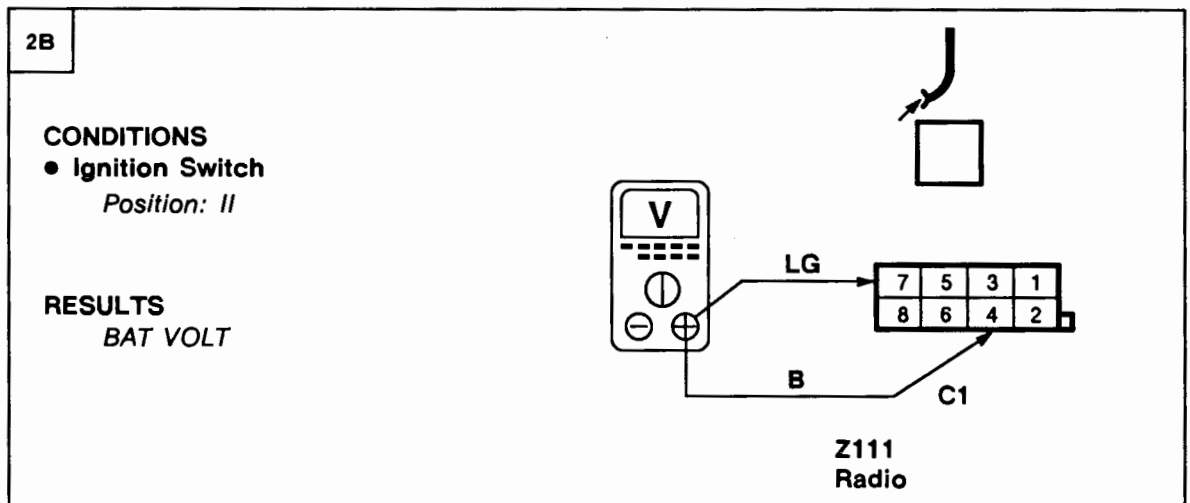 2B
CONDITIONS
● Ignition Switch
Position: II
RESULTS
BAT VOLT
V
LG
7 5 3 1
8 6 4 2
B
C1
Z111
Radio